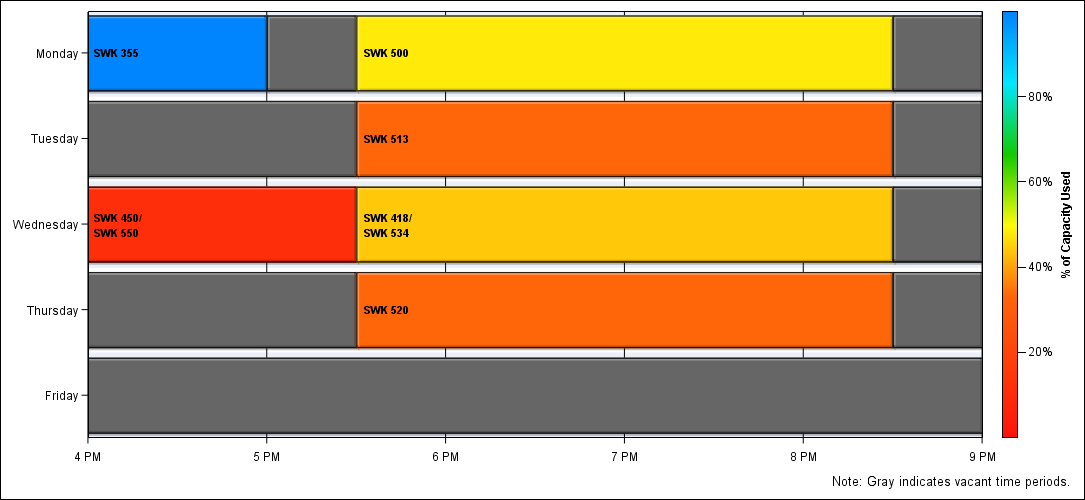 Monday
SWK 355
SWK 500
Tuesday
SWK 513
Wednesday
SWK 450/
SWK 550
SWK 418/
SWK 534
Thursday
SWK 520
Friday
4 PM
5 PM
6 PM
7 PM
8 PM
9 PM
80%
60%
40%
20%
% of Capacity Used
Note: Gray indicates vacant time periods.